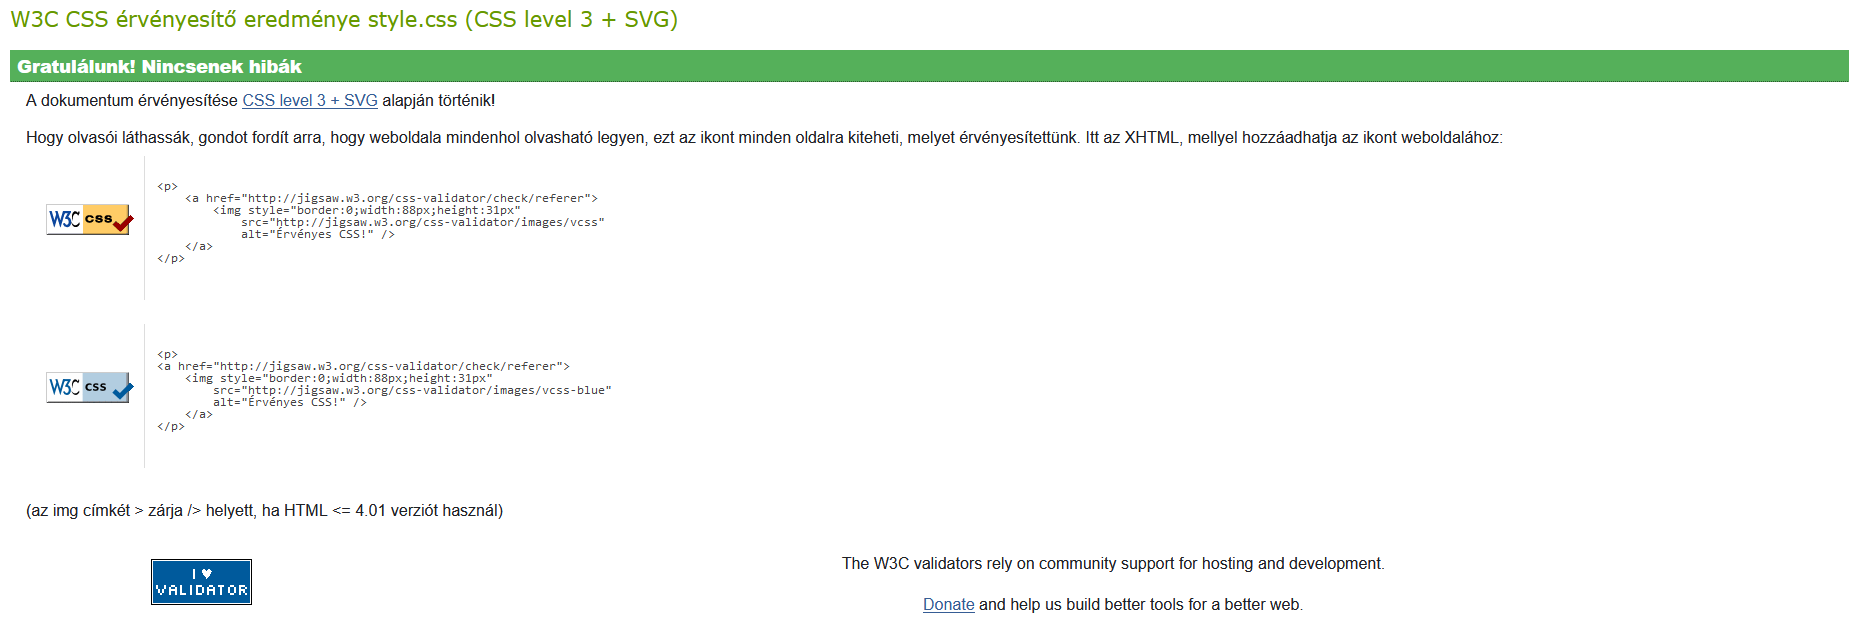 W3C CSS érvényesítő eredménye style.css (CSS level 3 + SVG)
Gratulálunk! Nincsenek hibák
A dokumentum érvényesítése CSS level 3 + SVG alapján történik!
Hogy olvasói láthassák, gondot fordít arra, hogy weboldala mindenhol olvasható legyen, ezt az ikont minden oldalra kiteheti, melyet érvényesítettünk. Itt az XHTML, mellyel hozzáadhatja az ikont weboldalához:
W3C css
<p>
<a href="http://jigsaw.w3.org/css-validator/check/referer">
<img style="border:0;width:88px;height:31px"
src="http://jigsaw.w3.org/css-validator/images/vcss"
alt="Érvényes CSS!" />
</a>
</p>
W3C css
<p>
<a href="http://jigsaw.w3.org/css-validator/check/referer">
<img style="border:0;width:88px;height:31px"
src="http://jigsaw.w3.org/css-validator/images/vcss-blue"
alt="Érvényes CSS!" />
</a>
</p>
(az img címkét > zárja /> helyett, ha HTML <= 4.01 verziót használ)
I ♥
VALIDATOR
The W3C validators rely on community support for hosting and development.
Donate and help us build better tools for a better web.